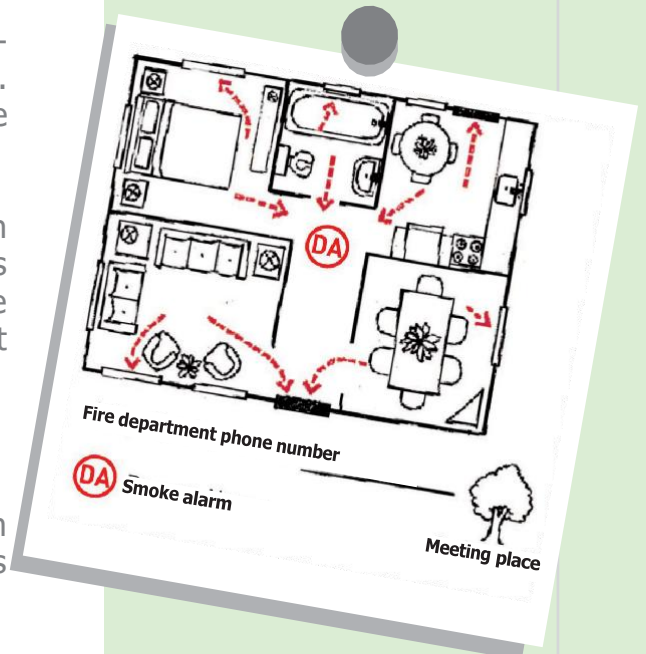 .
e
n
s
e
t
n
s
DA
Fire department phone number
DA Smoke alarm
Meeting place